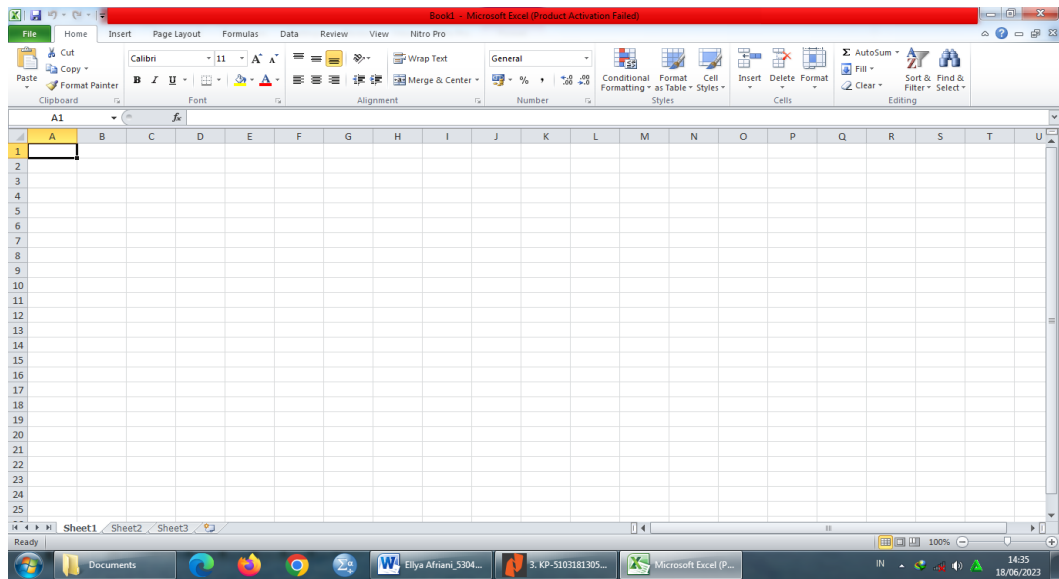 Book1 - Microsoft Excel (Product Activation Failed)
File Home Insert Page Layout Formulas Data Review View Nitro Pro
Cut
Copy
Format Painter
Paste
Clipboard
Calibri 11
B I U
Font
Wrap Text
Merge & Center
Alignment
General
% ,
Number
Conditional Formatting
Format as Table
Cell Styles
Styles
Insert Delete Format
Cells
Σ AutoSum
Fill
Clear
Sort & Filter
Find & Select
Editing
A1 fx
A B C D E F G H I J K L M N O P Q R S T U
1
2
3
4
5
6
7
8
9
10
11
12
13
14
15
16
17
18
19
20
21
22
23
24
25
Sheet1 Sheet2 Sheet3
Ready 100%
Documents Ellya Afriani_5304... 3. KP-5103181305... Microsoft Excel (P... IN 14:35
18/06/2023